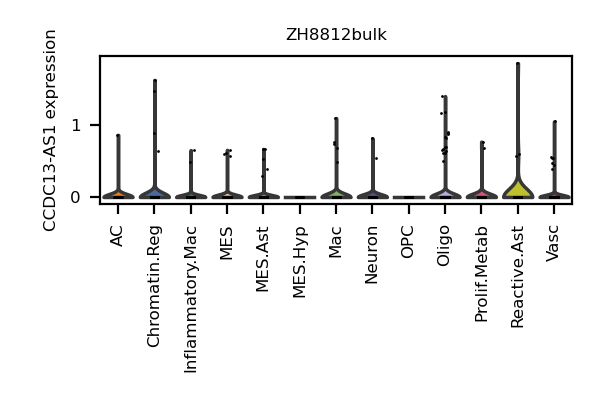 ZH8812bulk
CCDC13-AS1 expression
1
0
AC
Chromatin.Reg
Inflammatory.Mac
MES
MES.Ast
MES.Hyp
Mac
Neuron
OPC
Oligo
Prolif.Metab
Reactive.Ast
Vasc